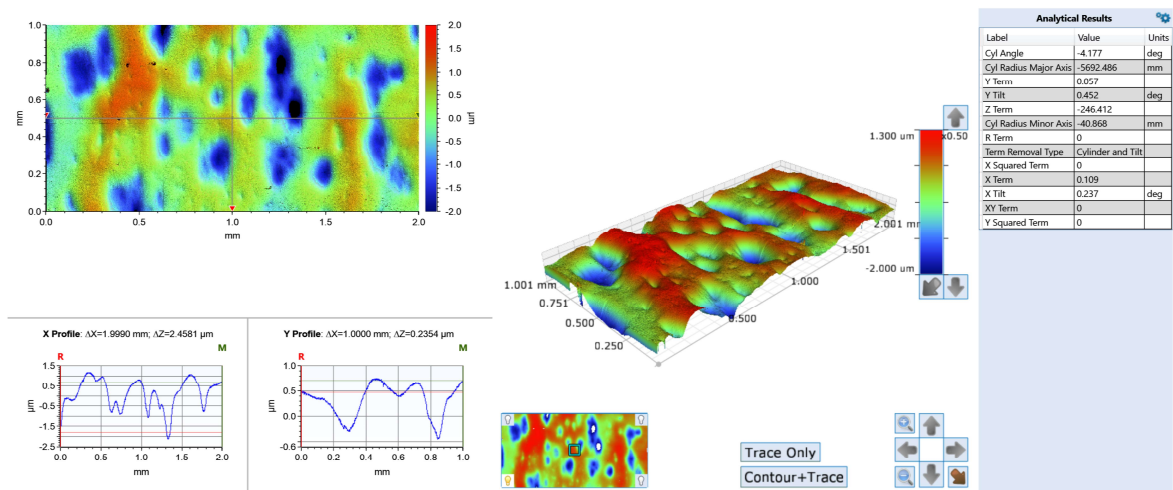 1.0
0.8
0.6
0.4
0.2
0.0
mm
0.0
0.5
1.0
1.5
2.0
mm
2.0
1.5
1.0
0.5
0.0
-0.5
-1.0
-1.5
-2.0
µm
X Profile: ΔX=1.9990 mm; ΔZ=2.4581 µm
R
M
1.5
0.5
-0.5
-1.5
-2.5
µm
0.0
0.5
1.0
1.5
2.0
mm
Y Profile: ΔX=1.0000 mm; ΔZ=0.2354 µm
R
M
1.0
0.5
0.0
-0.6
µm
0.0
0.2
0.4
0.6
0.8
1.0
mm
1.300 um
x0.50
-2.000 um
2.001 mm
1.501
1.000
0.500
1.001 mm
0.751
0.500
0.250
Trace Only
Contour+Trace
Analytical Results
Label Value Units
Cyl Angle -4.177 deg
Cyl Radius Major Axis -5692.486 mm
Y Term 0.057
Y Tilt 0.452 deg
Z Term -246.412
Cyl Radius Minor Axis -40.868 mm
R Term 0
Term Removal Type Cylinder and Tilt
X Squared Term 0
X Term 0.109
X Tilt 0.237 deg
XY Term 0
Y Squared Term 0